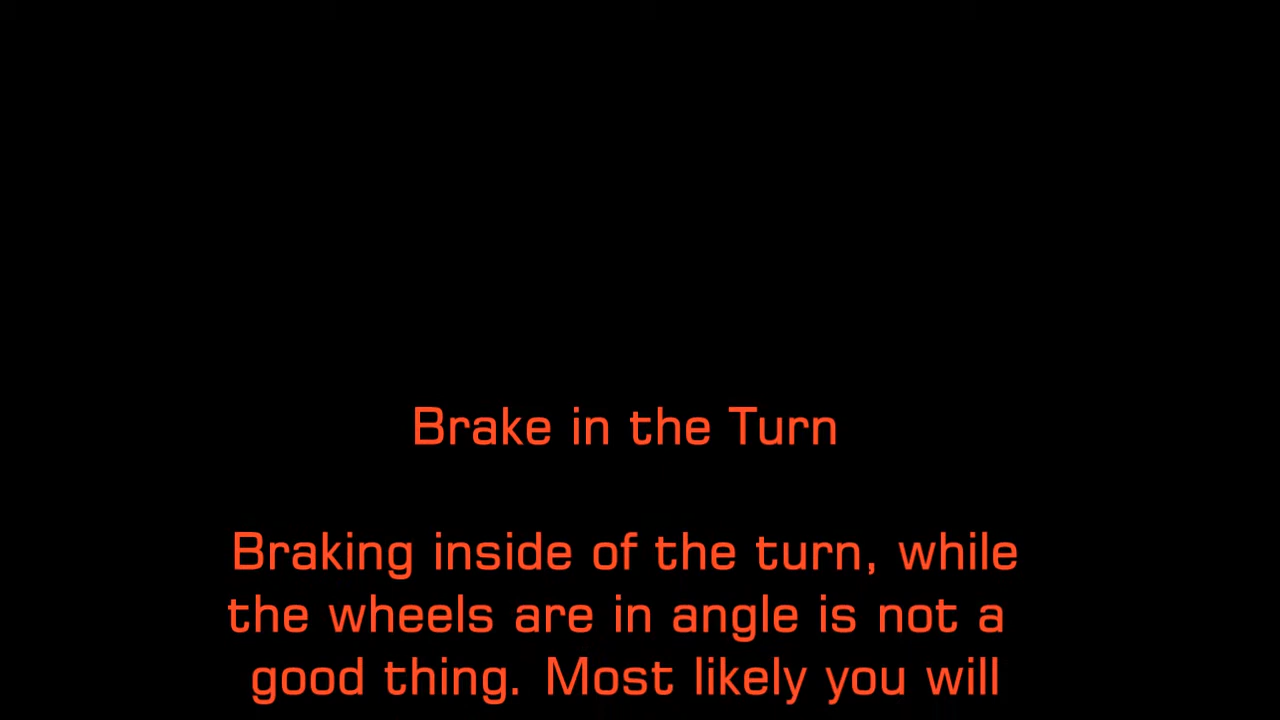 Brake in the Turn
Braking inside of the turn, while
the wheels are in angle is not a
good thing. Most likely you will